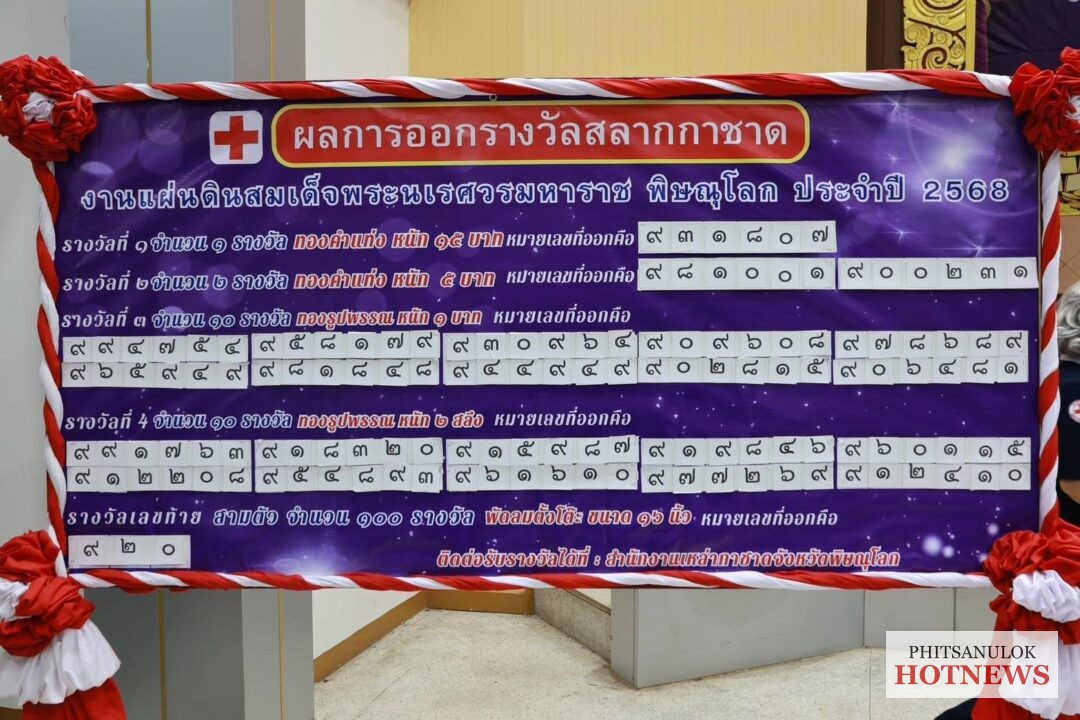 ผลการออกรางวัลสลากกาชาด
งานแผ่นดินสมเด็จพระนเรศวรมหาราช พิษณุโลก ประจำปี 2568
รางวัลที่ ๑ จำนวน ๑ รางวัล ทองคำแท่ง หนัก ๑๕ บาท หมายเลขที่ออกคือ ๙๓๑๘๐๗
รางวัลที่ ๒ จำนวน ๒ รางวัล ทองคำแท่ง หนัก ๕ บาท หมายเลขที่ออกคือ ๙๘๑๐๐๑ ๙๐๐๒๓๑
รางวัลที่ ๓ จำนวน ๑๐ รางวัล ทองรูปพรรณ หนัก ๑ บาท หมายเลขที่ออกคือ
๙๙๔๗๕๔ ๙๕๘๑๗๙ ๙๓๐๙๖๔ ๙๐๙๖๐๘ ๙๗๘๖๘๙
๙๖๕๙๔๙ ๙๘๑๘๔๘ ๙๔๔๙๔๙ ๙๐๒๘๑๕ ๙๐๖๔๘๑
รางวัลที่ 4 จำนวน ๑๐ รางวัล ทองรูปพรรณ หนัก ๒ สลึง หมายเลขที่ออกคือ
๙๙๑๗๖๓ ๙๑๘๓๒๐ ๙๑๕๙๘๗ ๙๑๙๘๔๖ ๙๖๐๑๑๕
๙๑๒๒๐๘ ๙๕๔๘๙๓ ๙๖๑๖๑๐ ๙๗๗๒๖๙ ๙๑๒๔๑๐
รางวัลเลขท้าย สามตัว จำนวน ๑๐๐ รางวัล พัดลมตั้งโต๊ะ ขนาด ๑๖ นิ้ว หมายเลขที่ออกคือ
๙๒๐
ติดต่อรับรางวัลได้ที่ : สำนักงานเหล่ากาชาดจังหวัดพิษณุโลก
PHITSANULOK
HOTNEWS